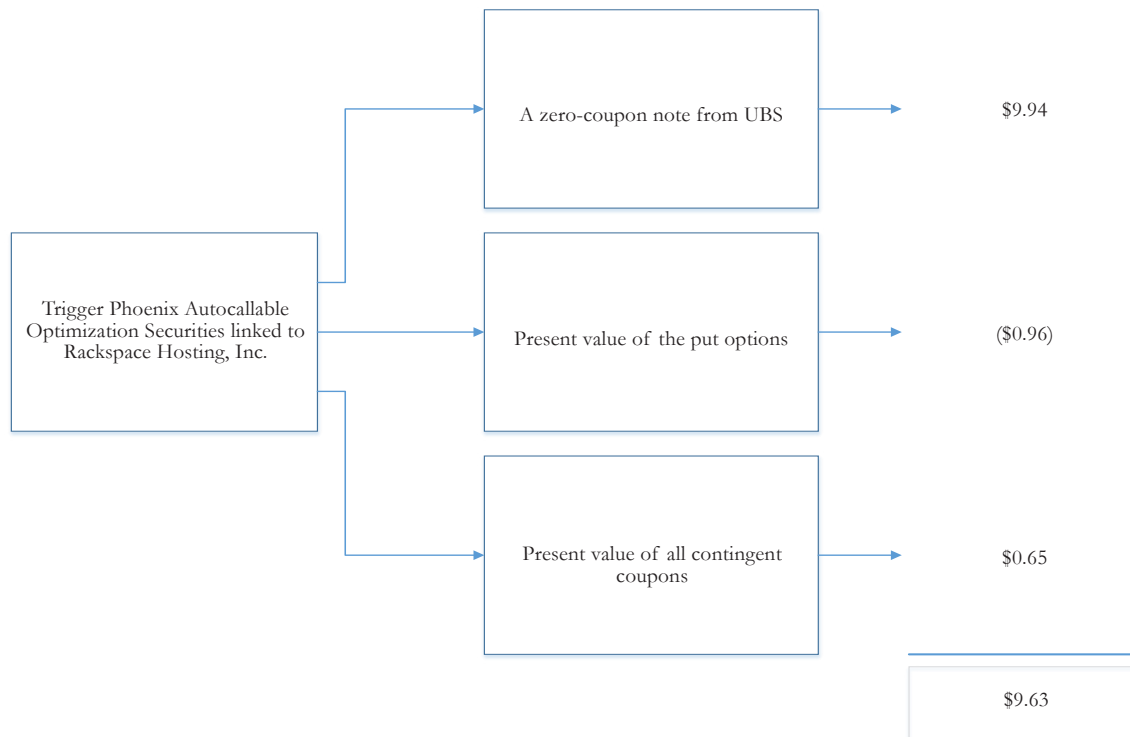 A zero-coupon note from UBS
$9.94
Trigger Phoenix Autocallable
Optimization Securities linked to
Rackspace Hosting, Inc.
Present value of the put options
($0.96)
Present value of all contingent
coupons
$0.65
$9.63